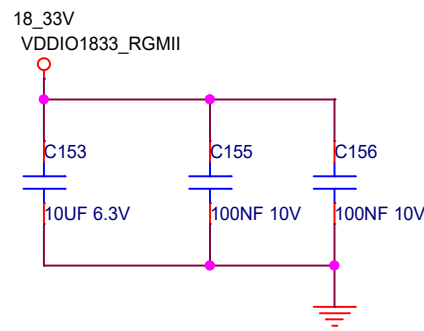 18_33V
VDDIO1833_RGMII
C153
C155
C156
10UF 6.3V
100NF 10V
100NF 10V